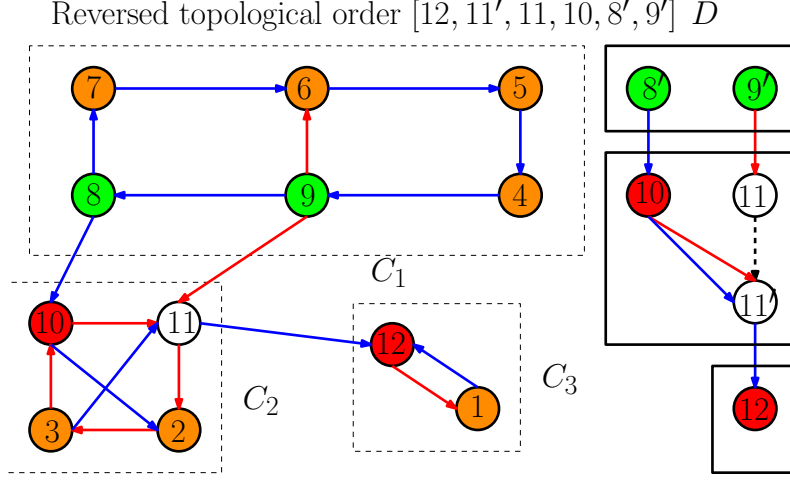 Reversed topological order [12, 11′, 11, 10, 8′, 9′] D
7 6 5 8′ 9′
8 9 4 10 11
C₁
10 11 12 11′
C₃
C₂
3 2 1 12